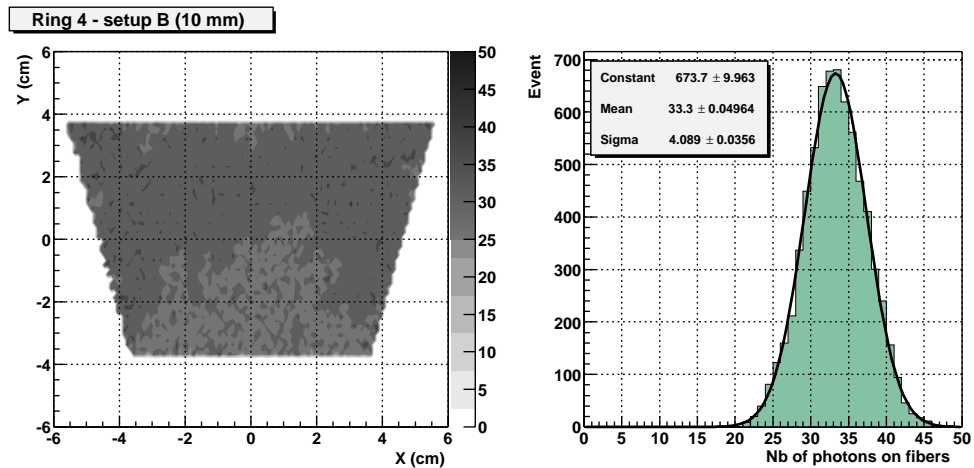 Ring 4 - setup B (10 mm)
Y (cm)
6
4
2
0
-2
-4
-6
-6 -4 -2 0 2 4 6
X (cm)
50
45
40
35
30
25
20
15
10
5
0
Event
700
600
500
400
300
200
100
0
Constant 673.7 ± 9.963
Mean 33.3 ± 0.04964
Sigma 4.089 ± 0.0356
0 5 10 15 20 25 30 35 40 45 50
Nb of photons on fibers